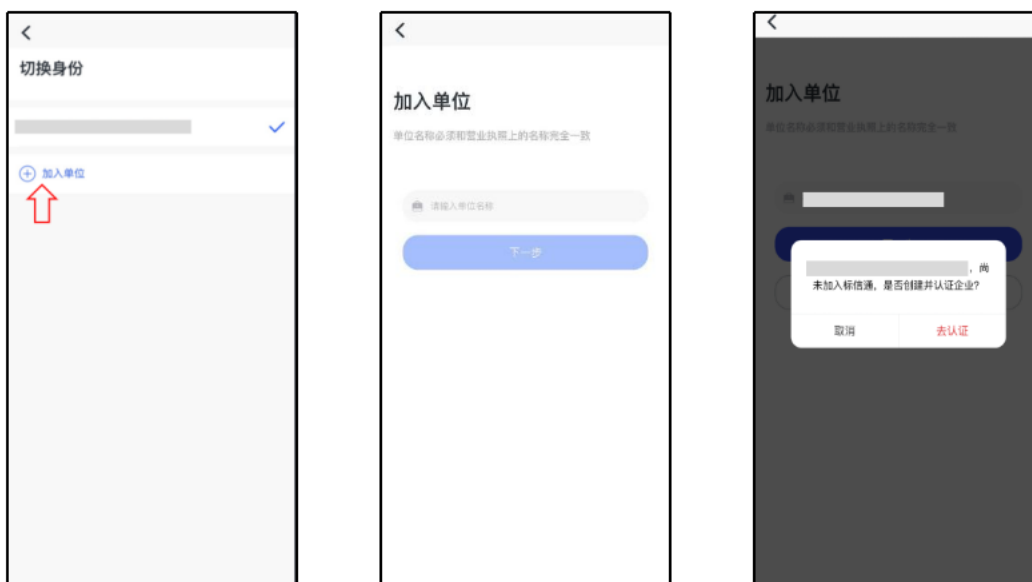 切换身份
加入单位
加入单位
单位名称必须和营业执照上的名称完全一致
请输入单位名称
下一步
加入单位
单位名称必须和营业执照上的名称完全一致
，尚
未加入标信通，是否创建并认证企业？
取消
去认证